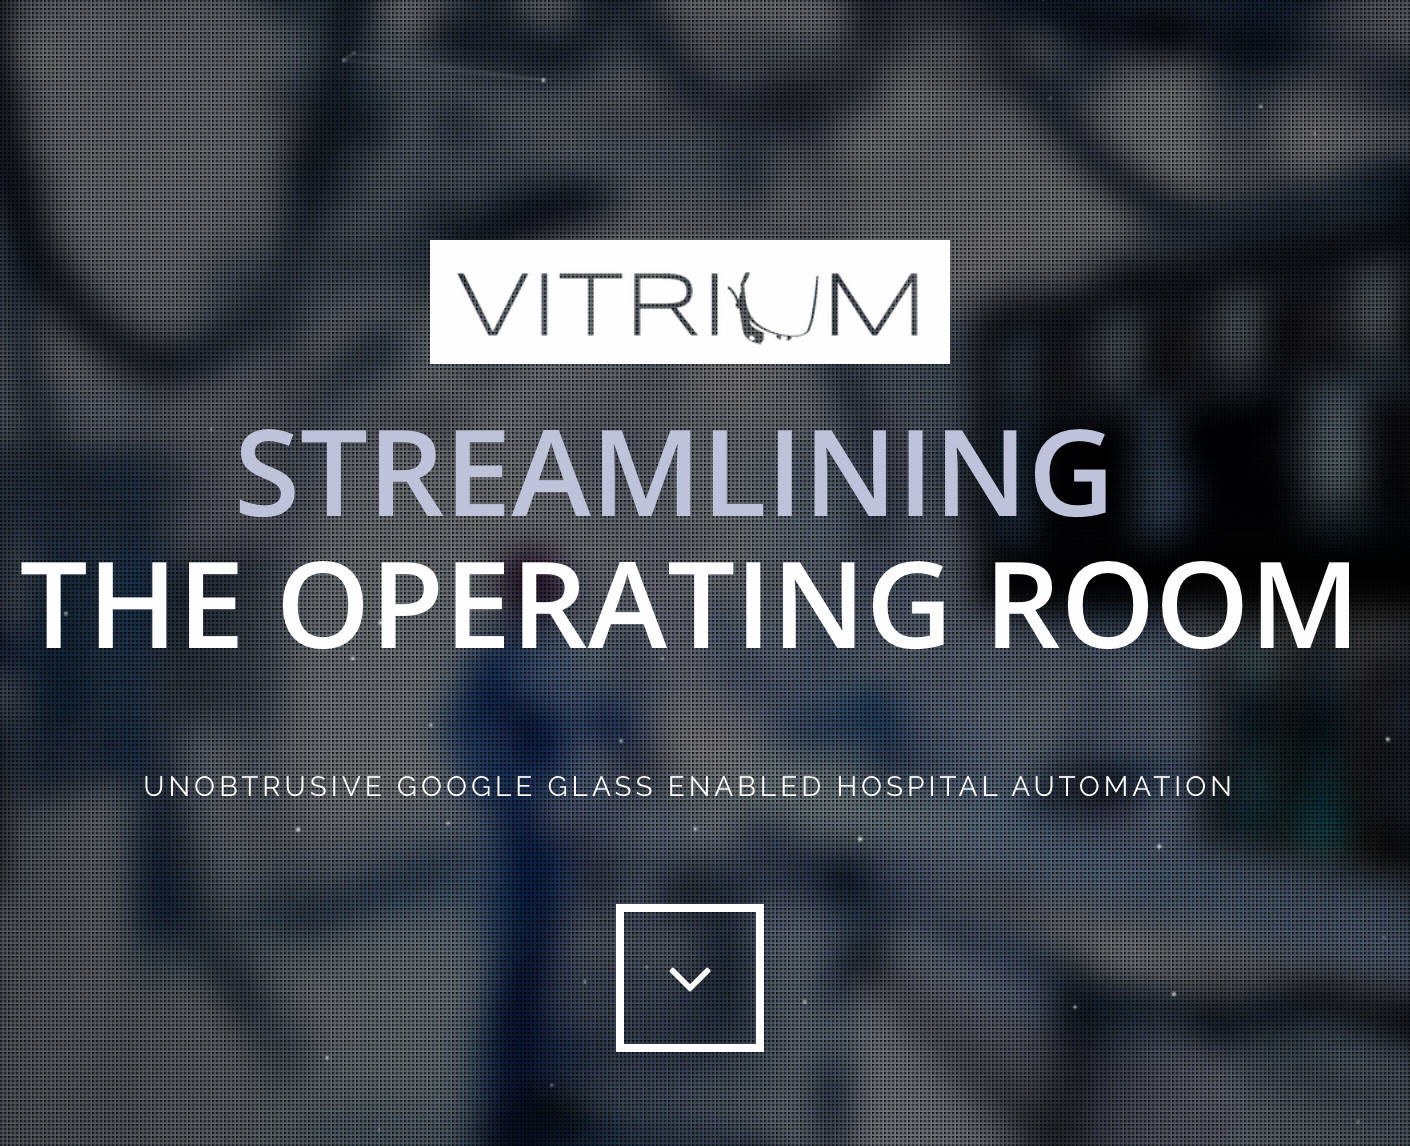 VITRIUM
STREAMLINING
THE OPERATING ROOM
UNOBTRUSIVE GOOGLE GLASS ENABLED HOSPITAL AUTOMATION